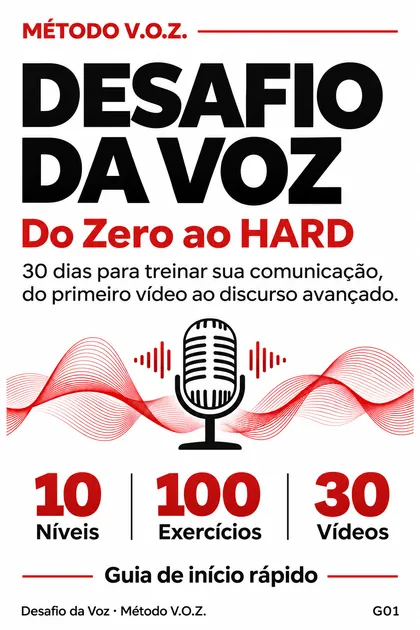 MÉTODO V.O.Z.
DESAFIO
DA VOZ
Do Zero ao HARD
30 dias para treinar sua comunicação,
do primeiro vídeo ao discurso avançado.
10 100 30
Níveis Exercícios Vídeos
Guia de início rápido
Desafio da Voz · Método V.O.Z. G01